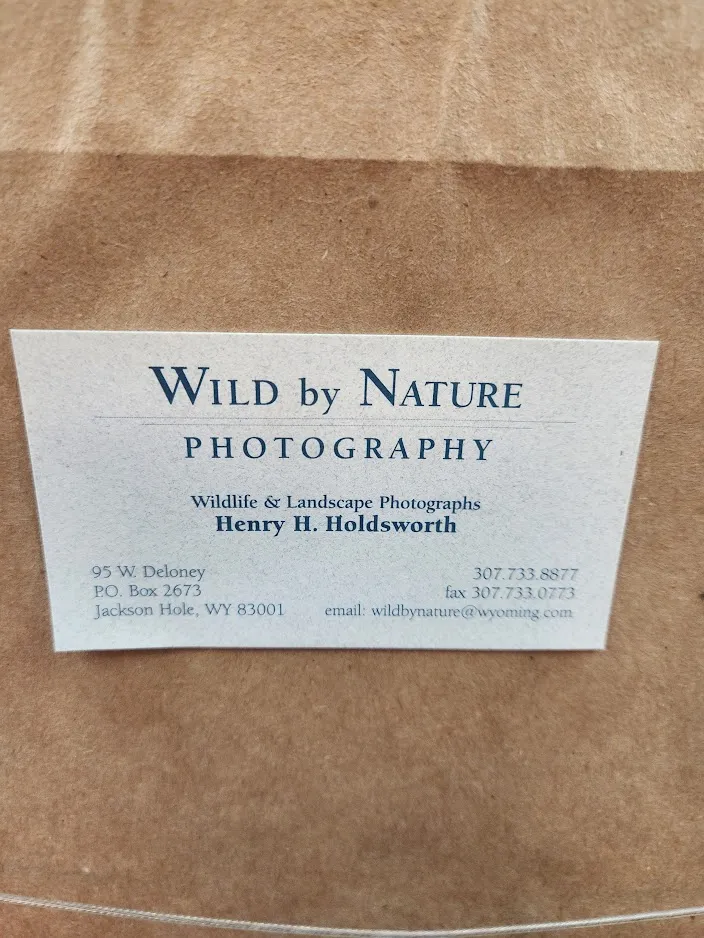 WILD by NATURE
PHOTOGRAPHY
Wildlife & Landscape Photographs
Henry H. Holdsworth
95 W. Deloney
P.O. Box 2673
Jackson Hole, WY 83001
307.733.8877
fax 307.733.0773
email: wildbynature@wyoming.com